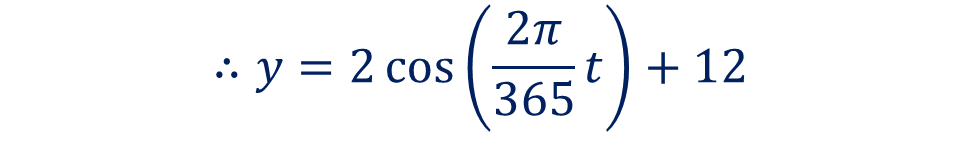 ∴ y = 2 cos(2π/365 t) + 12